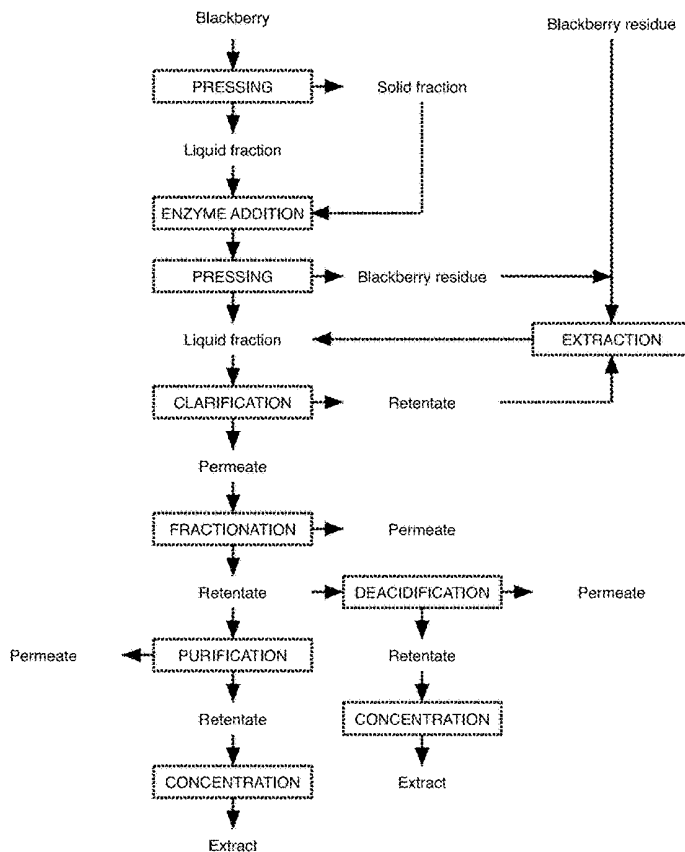 Blackberry
Blackberry residue
PRESSING
Solid fraction
Liquid fraction
ENZYME ADDITION
PRESSING
Blackberry residue
Liquid fraction
EXTRACTION
CLARIFICATION
Retentate
Permeate
FRACTIONATION
Permeate
Retentate
DEACIDIFICATION
Permeate
Permeate
PURIFICATION
Retentate
Retentate
CONCENTRATION
CONCENTRATION
Extract
Extract